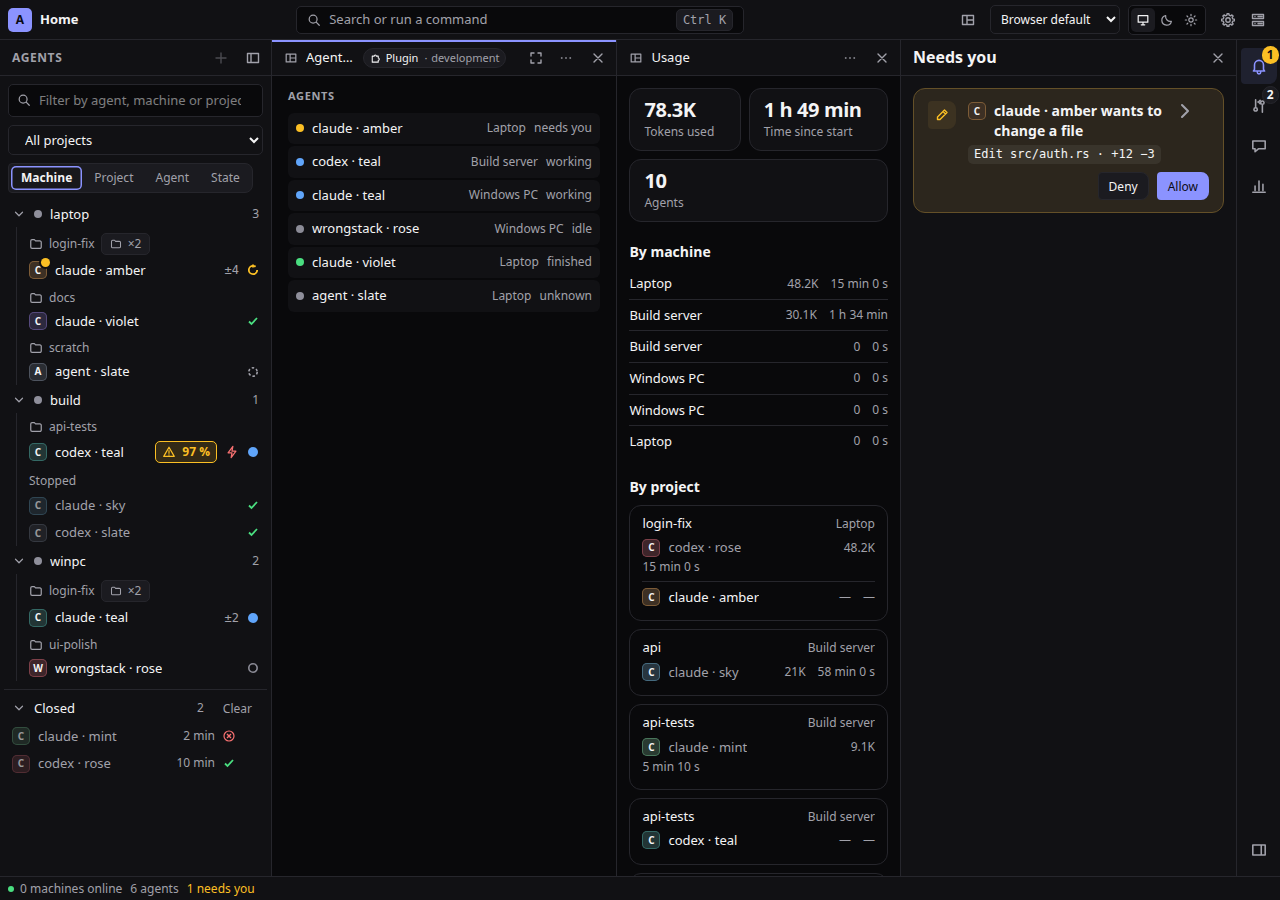 A Home
Search or run a command Ctrl K
Browser default
AGENTS
Filter by agent, machine or projec
All projects
Machine Project Agent State
laptop 3
login-fix ×2
C claude · amber ±4
docs
C claude · violet
scratch
A agent · slate
build 1
api-tests
C codex · teal 97 %
Stopped
C claude · sky
C codex · slate
winpc 2
login-fix ×2
C claude · teal ±2
ui-polish
W wrongstack · rose
Closed 2 Clear
C claude · mint 2 min
C codex · rose 10 min
Agent… Plugin · development
AGENTS
claude · amber Laptop needs you
codex · teal Build server working
claude · teal Windows PC working
wrongstack · rose Windows PC idle
claude · violet Laptop finished
agent · slate Laptop unknown
Usage
78.3K
Tokens used
1 h 49 min
Time since start
10
Agents
By machine
Laptop 48.2K 15 min 0 s
Build server 30.1K 1 h 34 min
Build server 0 0 s
Windows PC 0 0 s
Windows PC 0 0 s
Laptop 0 0 s
By project
login-fix Laptop
C codex · rose 48.2K
15 min 0 s
C claude · amber — —
api Build server
C claude · sky 21K 58 min 0 s
api-tests Build server
C claude · mint 9.1K
5 min 10 s
api-tests Build server
C codex · teal — —
Needs you
C claude · amber wants to
change a file
Edit src/auth.rs · +12 −3
Deny Allow
1
2
0 machines online 6 agents 1 needs you